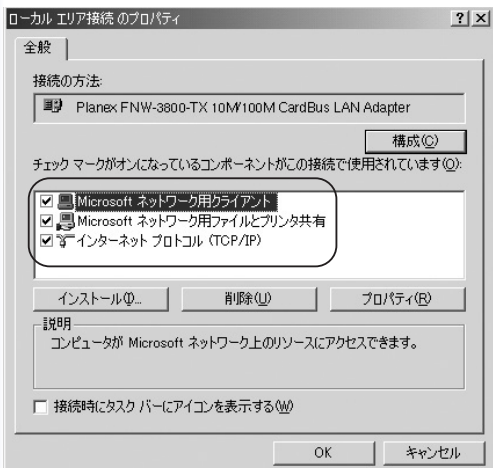 ローカル エリア接続 のプロパティ
全般
接続の方法:
Planex FNW-3800-TX 10M/100M CardBus LAN Adapter
構成(C)
チェック マークがオンになっているコンポーネントがこの接続で使用されています(O):
Microsoft ネットワーク用クライアント
Microsoft ネットワーク用ファイルとプリンタ共有
インターネット プロトコル (TCP/IP)
インストール(I)... 削除(U) プロパティ(R)
説明
コンピュータが Microsoft ネットワーク上のリソースにアクセスできます。
接続時にタスク バーにアイコンを表示する(W)
OK キャンセル